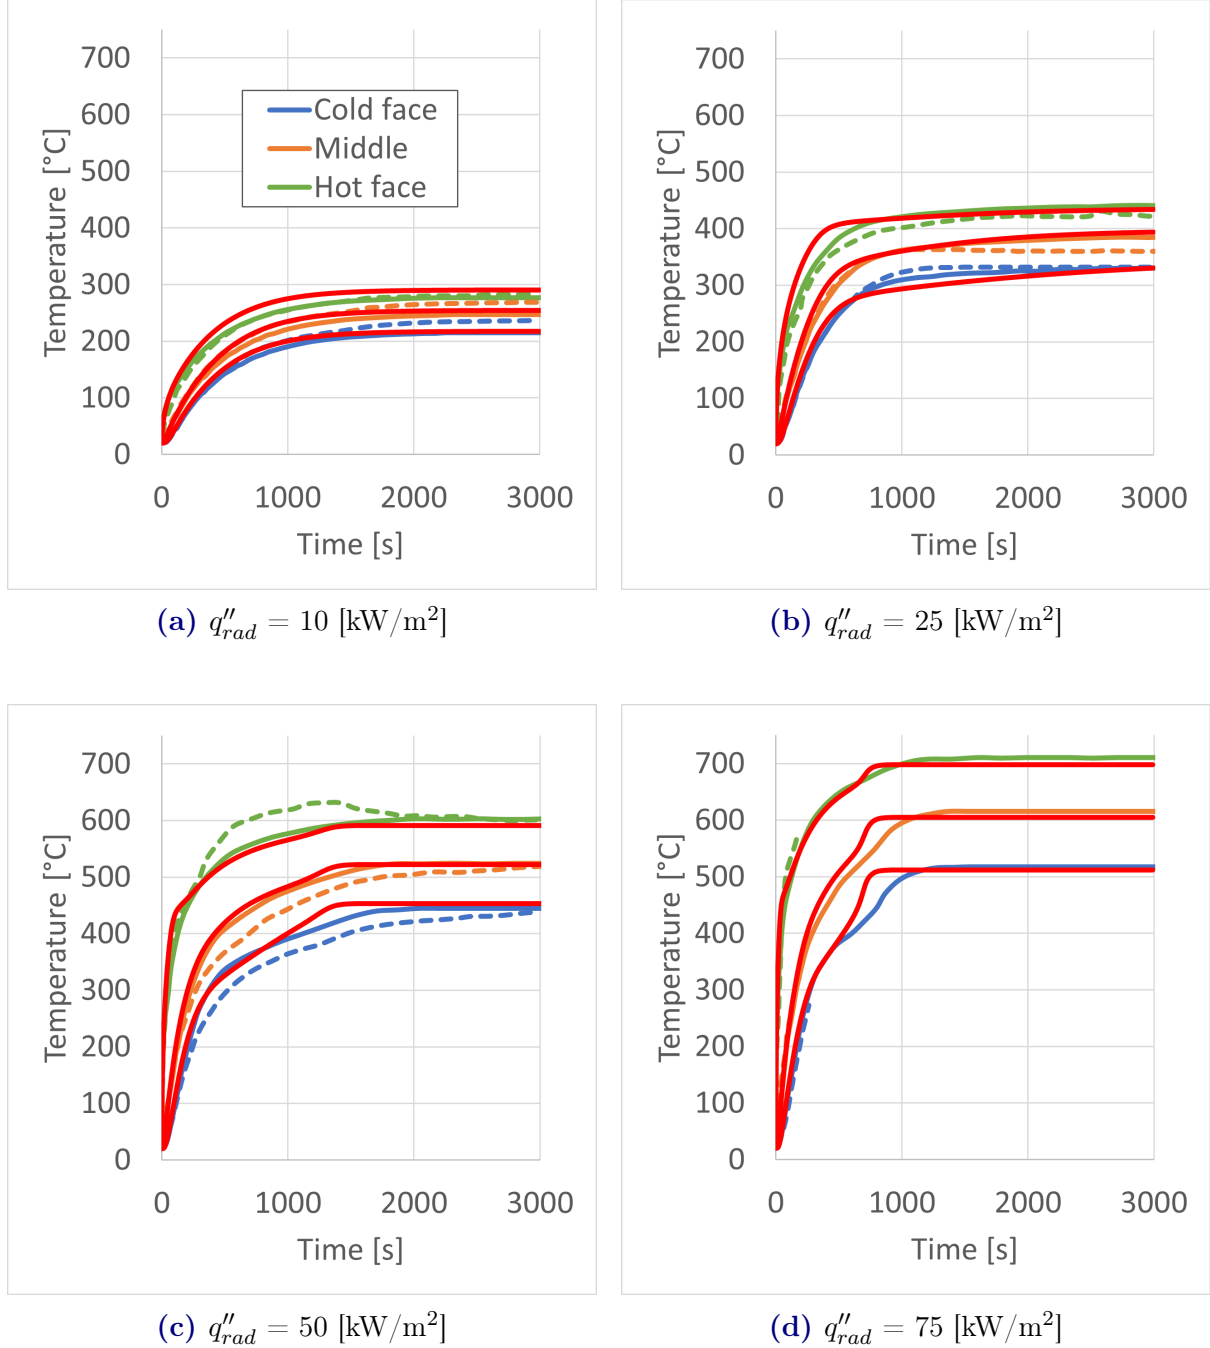 700
600
500
400
300
200
100
0
Temperature [°C]
Cold face
Middle
Hot face
0 1000 2000 3000
Time [s]
(a) q″rad = 10 [kW/m²]
700
600
500
400
300
200
100
0
Temperature [°C]
0 1000 2000 3000
Time [s]
(b) q″rad = 25 [kW/m²]
700
600
500
400
300
200
100
0
Temperature [°C]
0 1000 2000 3000
Time [s]
(c) q″rad = 50 [kW/m²]
700
600
500
400
300
200
100
0
Temperature [°C]
0 1000 2000 3000
Time [s]
(d) q″rad = 75 [kW/m²]